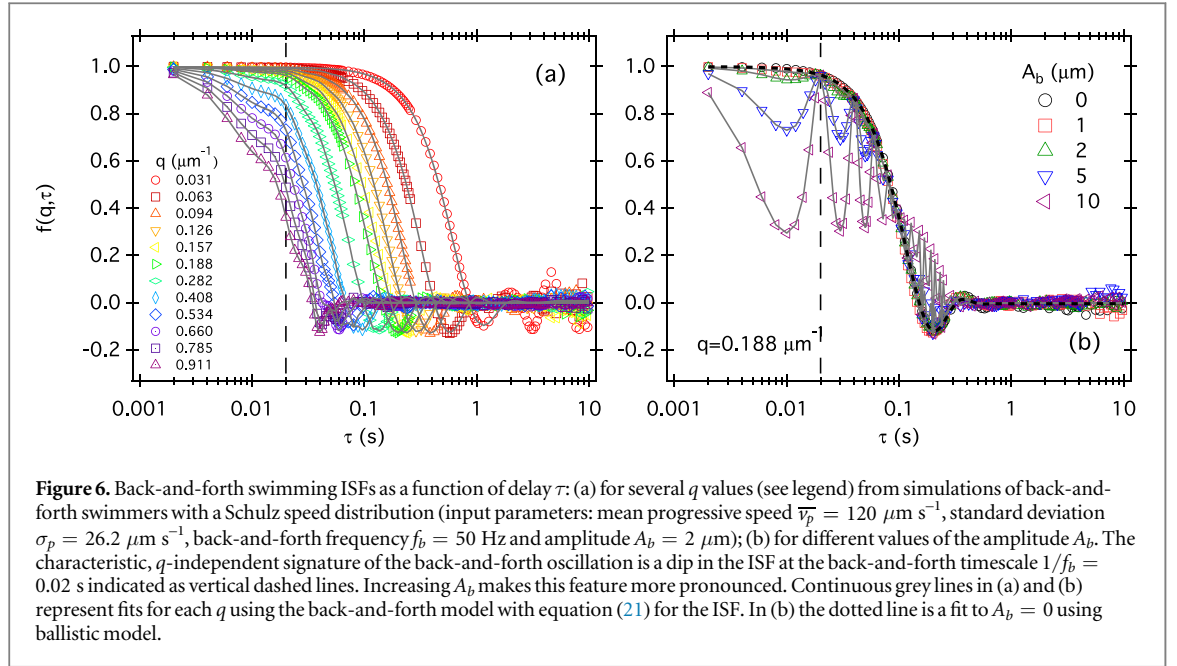 1.0
0.8
0.6
0.4
0.2
0.0
-0.2
f(q,τ)
(a)
q (μm⁻¹)
0.031
0.063
0.094
0.126
0.157
0.188
0.282
0.408
0.534
0.660
0.785
0.911
0.001 0.01 0.1 1 10
τ (s)
1.0
0.8
0.6
0.4
0.2
0.0
-0.2
A_b (μm)
0
1
2
5
10
q=0.188 μm⁻¹
(b)
0.001 0.01 0.1 1 10
τ (s)
Figure 6. Back-and-forth swimming ISFs as a function of delay τ: (a) for several q values (see legend) from simulations of back-and-
forth swimmers with a Schulz speed distribution (input parameters: mean progressive speed v̅_p = 120 μm s⁻¹, standard deviation
σ_p = 26.2 μm s⁻¹, back-and-forth frequency f_b = 50 Hz and amplitude A_b = 2 μm); (b) for different values of the amplitude A_b. The
characteristic, q-independent signature of the back-and-forth oscillation is a dip in the ISF at the back-and-forth timescale 1/f_b =
0.02 s indicated as vertical dashed lines. Increasing A_b makes this feature more pronounced. Continuous grey lines in (a) and (b)
represent fits for each q using the back-and-forth model with equation (21) for the ISF. In (b) the dotted line is a fit to A_b = 0 using
ballistic model.